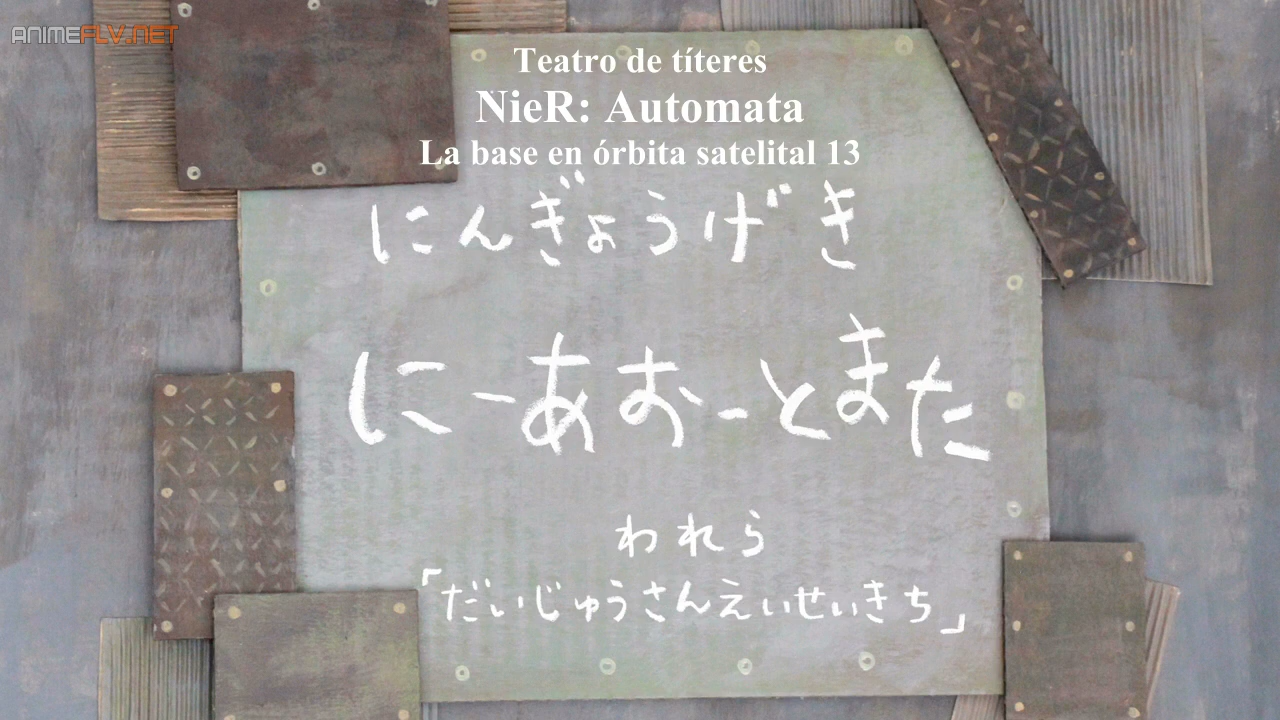 ANIMEFLV.NET
Teatro de títeres
NieR: Automata
La base en órbita satelital 13
にんぎょうげき
にーあおーとまた
われら
「だいじゅうさんえいせいきち」